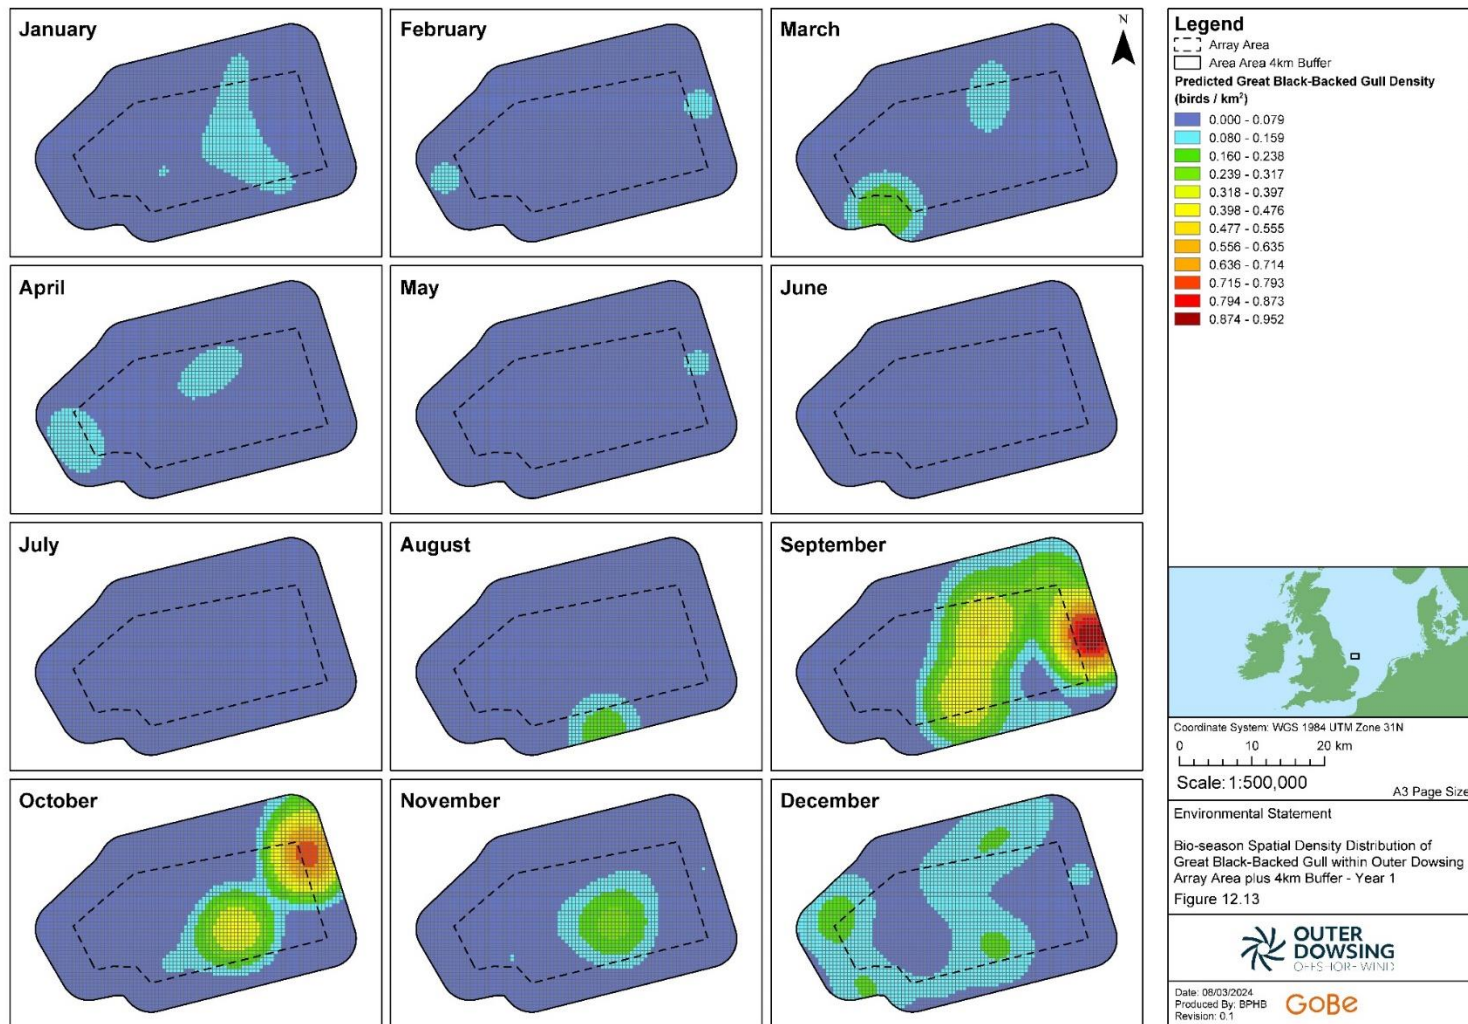 January
February
March
N
April
May
June
July
August
September
October
November
December
Legend
Array Area
Area Area 4km Buffer
Predicted Great Black-Backed Gull Density
(birds / km²)
0.000 - 0.079
0.080 - 0.159
0.160 - 0.238
0.239 - 0.317
0.318 - 0.397
0.398 - 0.476
0.477 - 0.555
0.556 - 0.635
0.636 - 0.714
0.715 - 0.793
0.794 - 0.873
0.874 - 0.952
Coordinate System: WGS 1984 UTM Zone 31N
0 10 20 km
Scale: 1:500,000
A3 Page Size
Environmental Statement
Bio-season Spatial Density Distribution of
Great Black-Backed Gull within Outer Dowsing
Array Area plus 4km Buffer - Year 1
Figure 12.13
OUTER
DOWSING
OFFSHORE WIND
Date: 08/03/2024
Produced By: BPHB
Revision: 0.1
GoBe